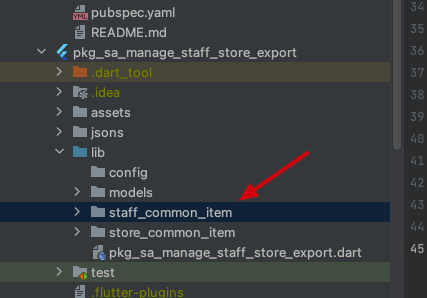 pubspec.yaml
README.md
pkg_sa_manage_staff_store_export
.dart_tool
.idea
assets
jsons
lib
config
models
staff_common_item
store_common_item
pkg_sa_manage_staff_store_export.dart
test
.flutter-plugins
34
35
36
37
38
39
40
41
42
43
44
45